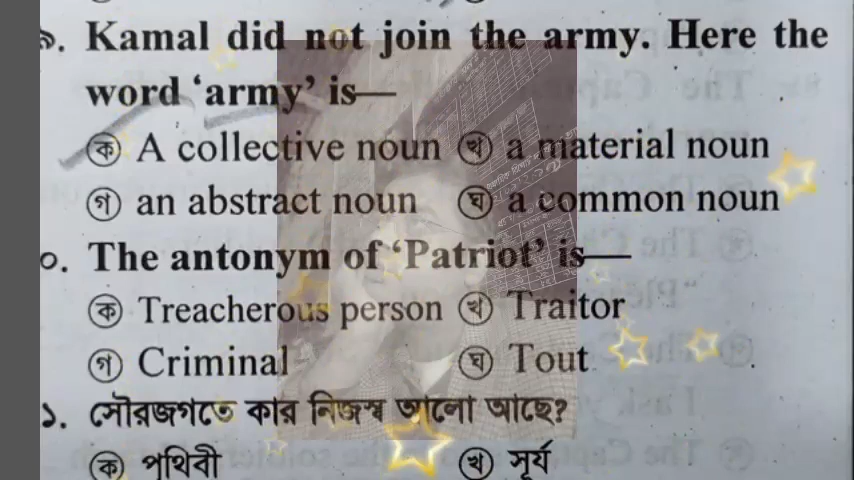 ৯. Kamal did not join the army. Here the
word ‘army’ is—
ক A collective noun খ a material noun
গ an abstract noun ঘ a common noun
০. The antonym of ‘Patriot’ is—
ক Treacherous person খ Traitor
গ Criminal ঘ Tout
১. সৌরজগতে কার নিজস্ব আলো আছে?
ক পৃথিবী খ সূর্য